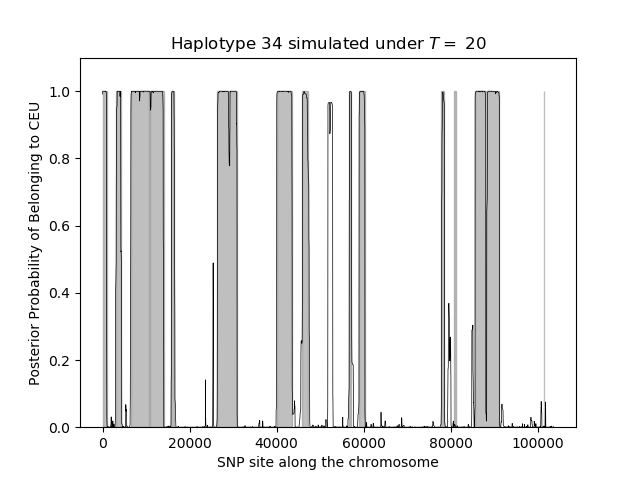 Haplotype 34 simulated under T = 20
Posterior Probability of Belonging to CEU
1.0
0.8
0.6
0.4
0.2
0.0
0 20000 40000 60000 80000 100000
SNP site along the chromosome